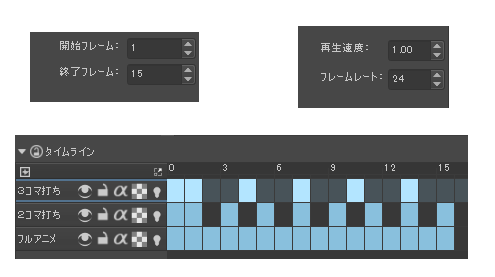 開始フレーム: 1
終了フレーム: 15
再生速度: 1.00
フレームレート: 24
タイムライン
0 3 6 9 12 15
3コマ打ち
2コマ打ち
フルアニメ